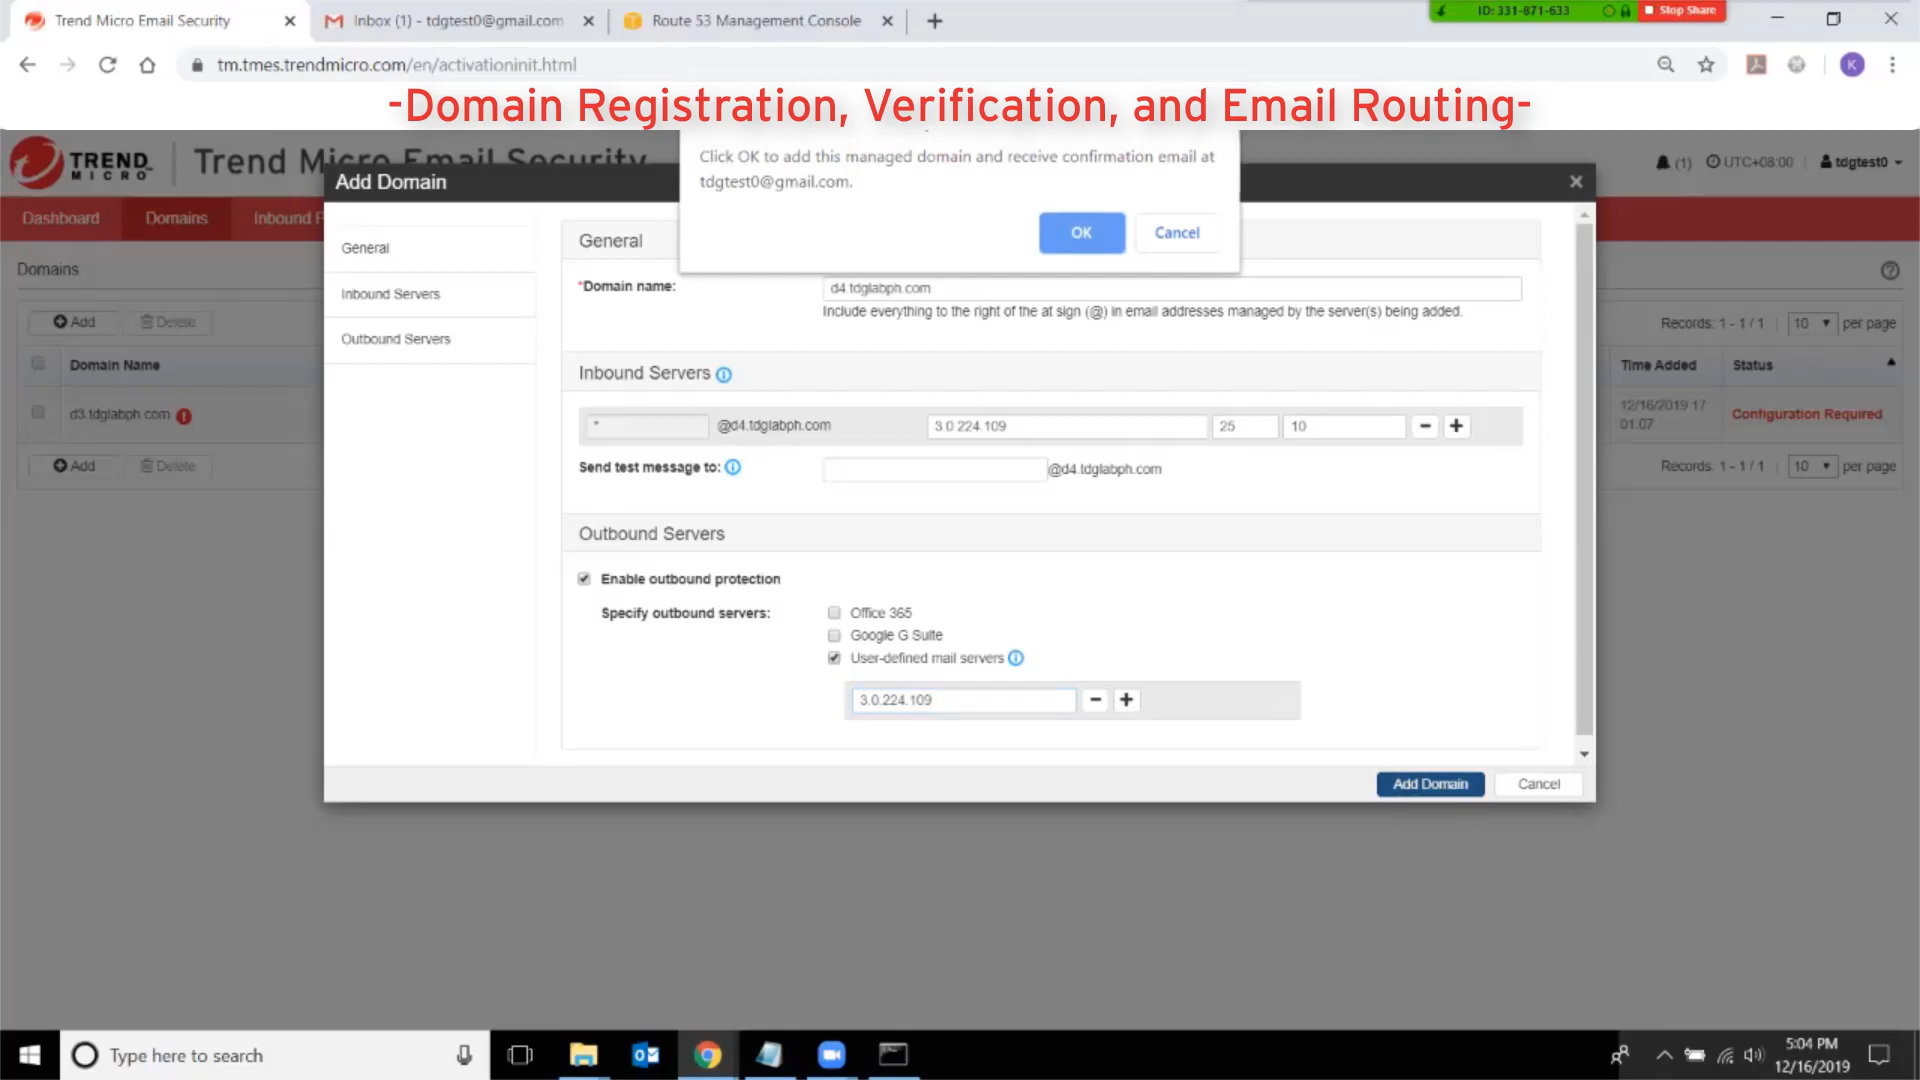 Trend Micro Email Security
Inbox (1) - tdgtest0@gmail.com
Route 53 Management Console
ID: 331-871-633
Stop Share
tm.tmes.trendmicro.com/en/activationinit.html
K
-Domain Registration, Verification, and Email Routing-
TREND MICRO
Trend Micro Email Security
(1)
UTC+08:00
tdgtest0
Click OK to add this managed domain and receive confirmation email at
tdgtest0@gmail.com.
OK
Cancel
Dashboard
Domains
Inbound
Add Domain
General
Inbound Servers
Outbound Servers
General
*Domain name:
d4.tdglabph.com
Include everything to the right of the at sign (@) in email addresses managed by the server(s) being added.
Inbound Servers
*
@d4.tdglabph.com
3.0.224.109
25
10
Send test message to:
@d4.tdglabph.com
Outbound Servers
Enable outbound protection
Specify outbound servers:
Office 365
Google G Suite
User-defined mail servers
3.0.224.109
Add Domain
Cancel
Domains
Add
Delete
Records: 1 - 1 / 1
10
per page
Domain Name
Time Added
Status
d3.tdglabph.com
12/16/2019 17:
01:07
Configuration Required
Add
Delete
Records: 1 - 1 / 1
10
per page
Type here to search
5:04 PM
12/16/2019